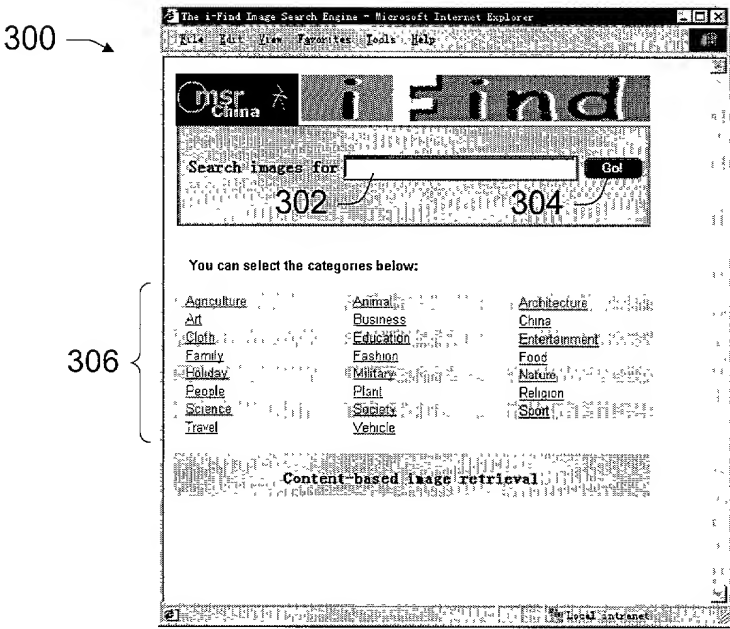 300
The i-Find Image Search Engine - Microsoft Internet Explorer
File Edit View Favorites Tools Help
msr China
i Find
Search images for
Go!
302
304
You can select the categories below:
306
Agriculture Animal Architecture
Art Business China
Cloth Education Entertainment
Family Fashion Food
Holiday Military Nature
People Plant Religion
Science Society Sport
Travel Vehicle
Content-based image retrieval
Local intranet